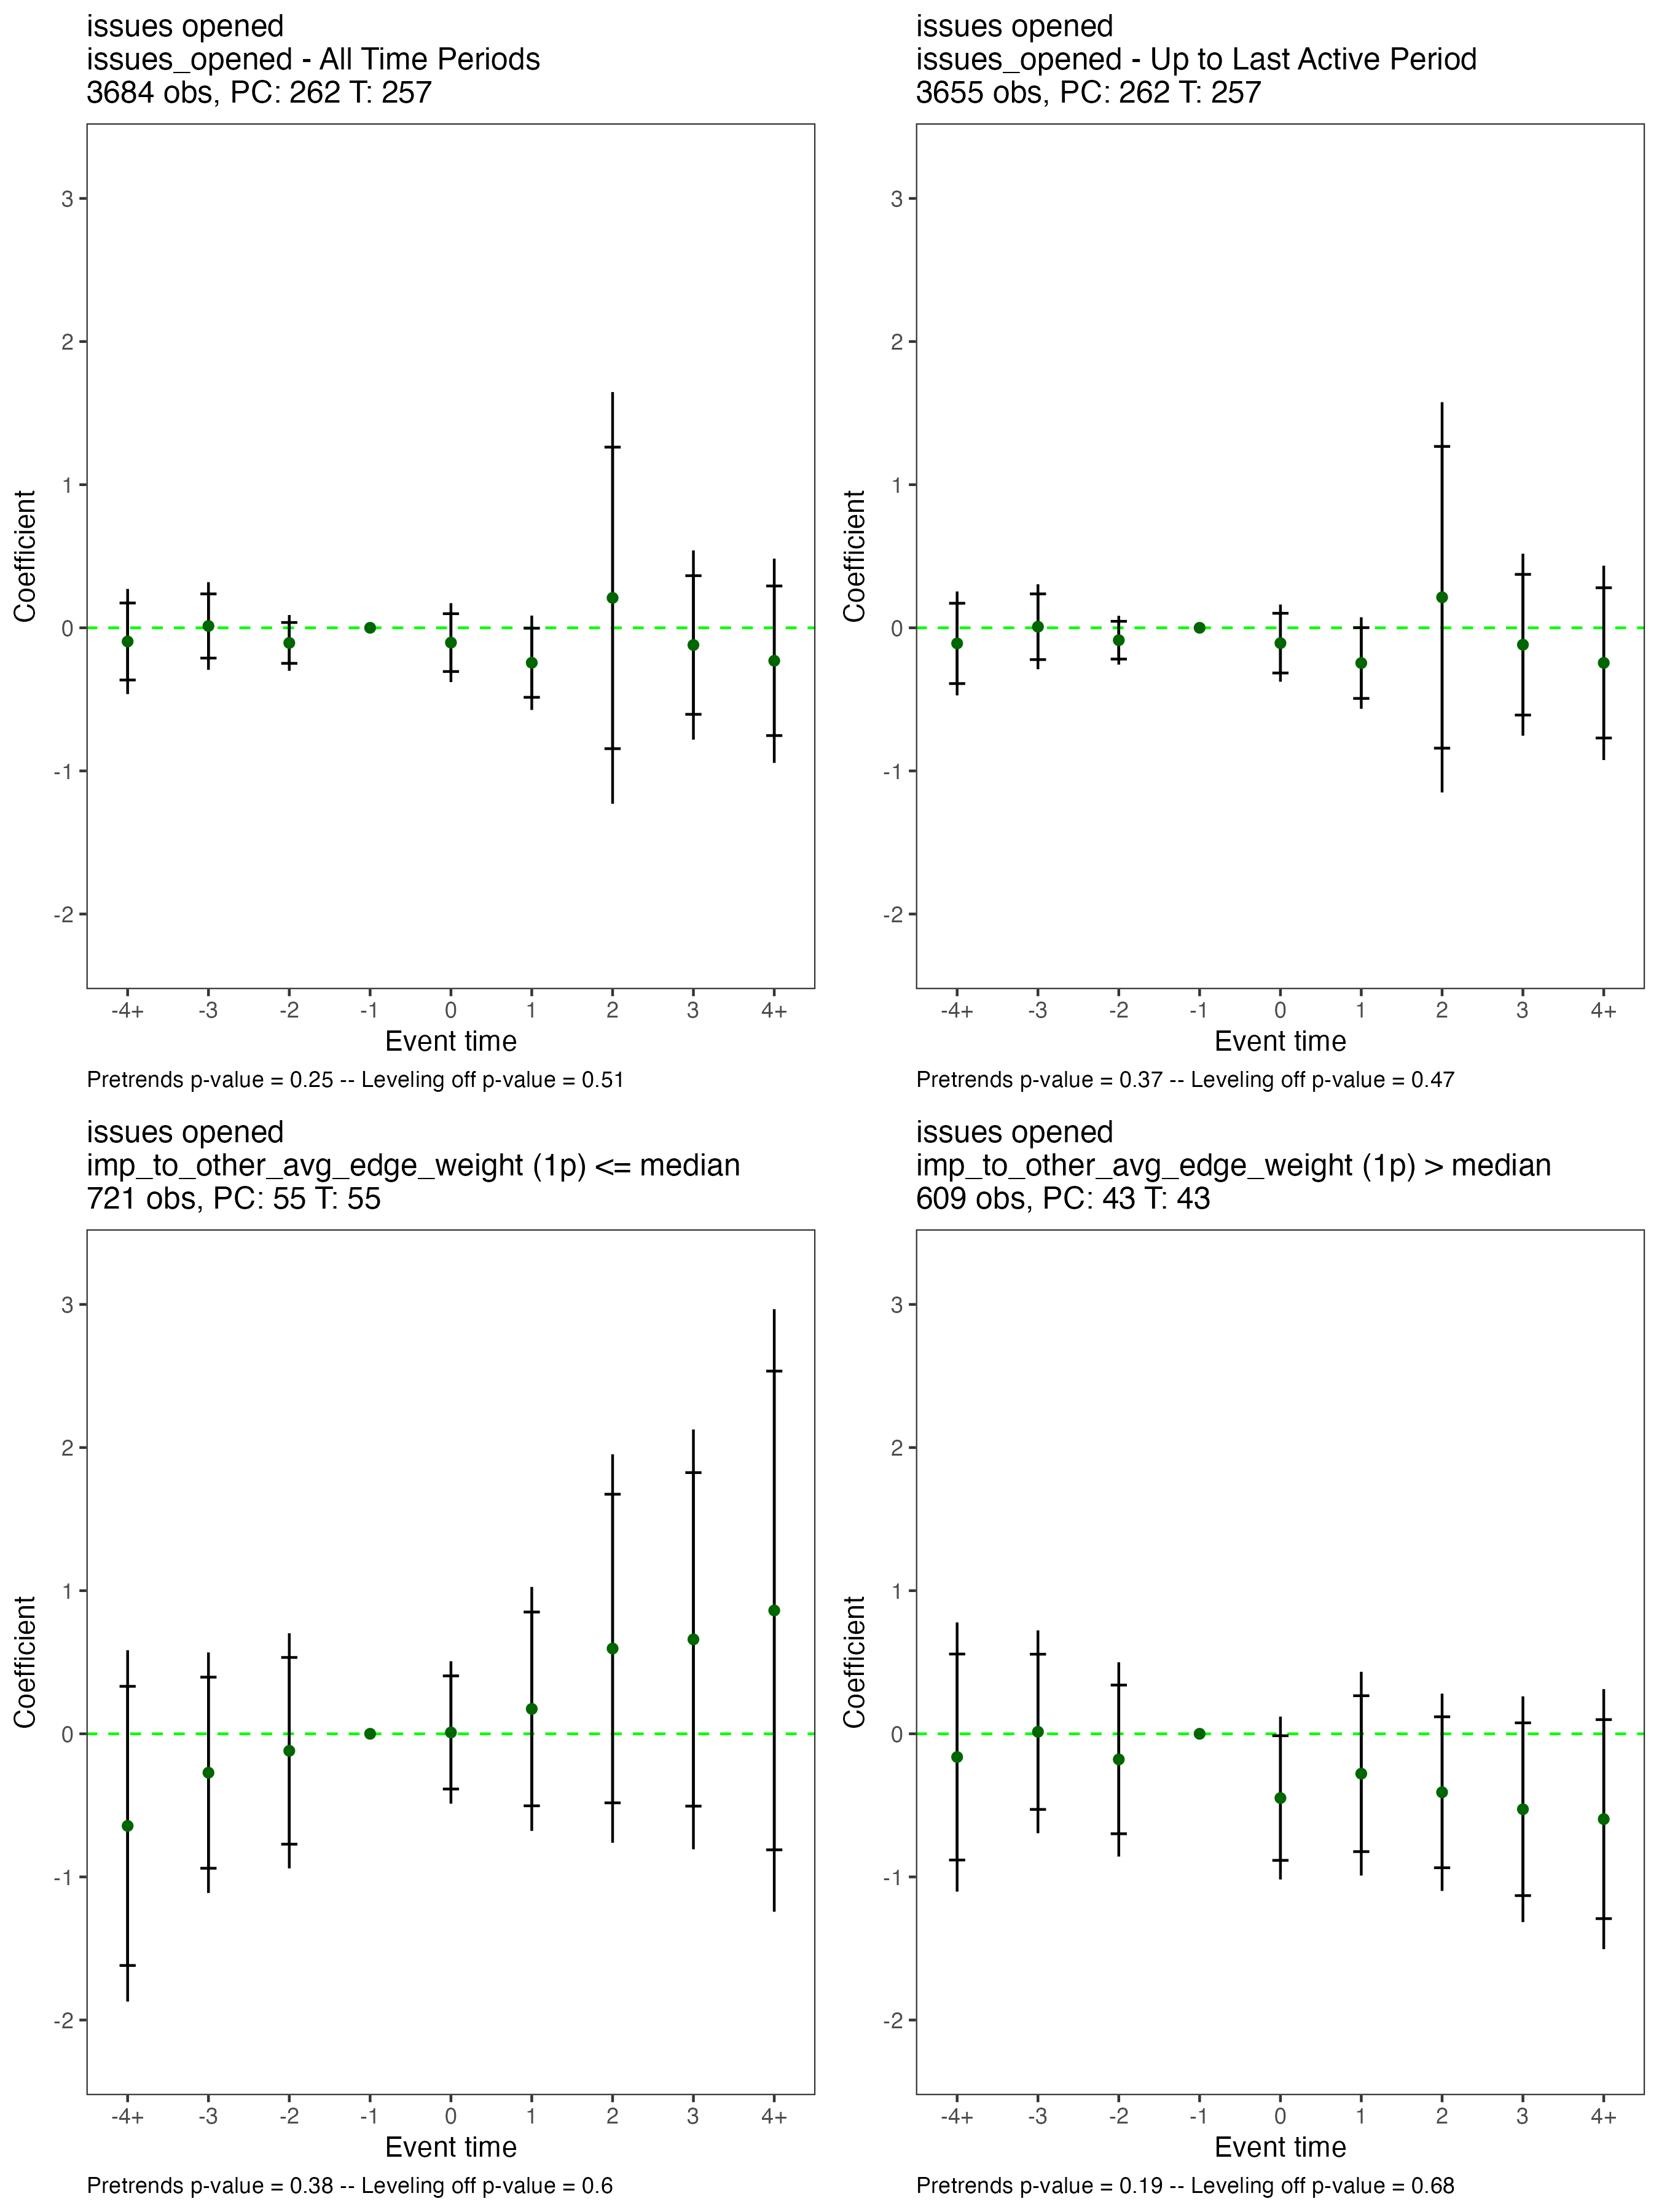 issues opened
issues_opened - All Time Periods
3684 obs, PC: 262 T: 257
3
2
1
0
-1
-2
Coefficient
-4+ -3 -2 -1 0 1 2 3 4+
Event time
Pretrends p-value = 0.25 -- Leveling off p-value = 0.51
issues opened
issues_opened - Up to Last Active Period
3655 obs, PC: 262 T: 257
3
2
1
0
-1
-2
Coefficient
-4+ -3 -2 -1 0 1 2 3 4+
Event time
Pretrends p-value = 0.37 -- Leveling off p-value = 0.47
issues opened
imp_to_other_avg_edge_weight (1p) <= median
721 obs, PC: 55 T: 55
3
2
1
0
-1
-2
Coefficient
-4+ -3 -2 -1 0 1 2 3 4+
Event time
Pretrends p-value = 0.38 -- Leveling off p-value = 0.6
issues opened
imp_to_other_avg_edge_weight (1p) > median
609 obs, PC: 43 T: 43
3
2
1
0
-1
-2
Coefficient
-4+ -3 -2 -1 0 1 2 3 4+
Event time
Pretrends p-value = 0.19 -- Leveling off p-value = 0.68